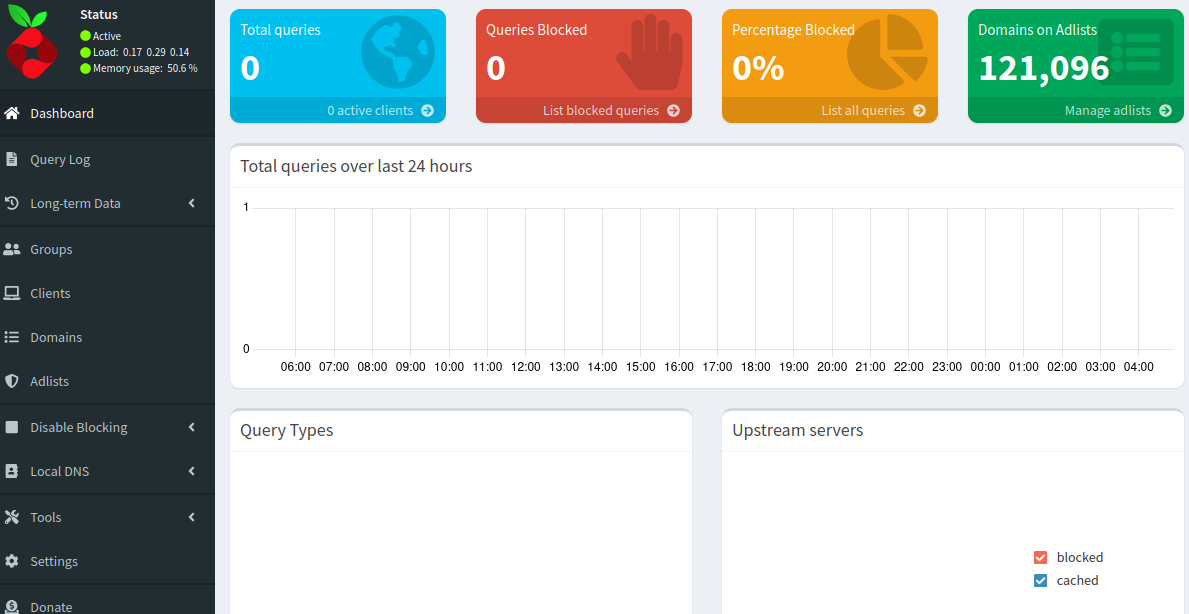 Status
Active
Load: 0.17 0.29 0.14
Memory usage: 50.6 %
Dashboard
Query Log
Long-term Data
Groups
Clients
Domains
Adlists
Disable Blocking
Local DNS
Tools
Settings
Donate
Total queries
0
0 active clients
Queries Blocked
0
List blocked queries
Percentage Blocked
0%
List all queries
Domains on Adlists
121,096
Manage adlists
Total queries over last 24 hours
1
0
06:00 07:00 08:00 09:00 10:00 11:00 12:00 13:00 14:00 15:00 16:00 17:00 18:00 19:00 20:00 21:00 22:00 23:00 00:00 01:00 02:00 03:00 04:00
Query Types
Upstream servers
blocked
cached